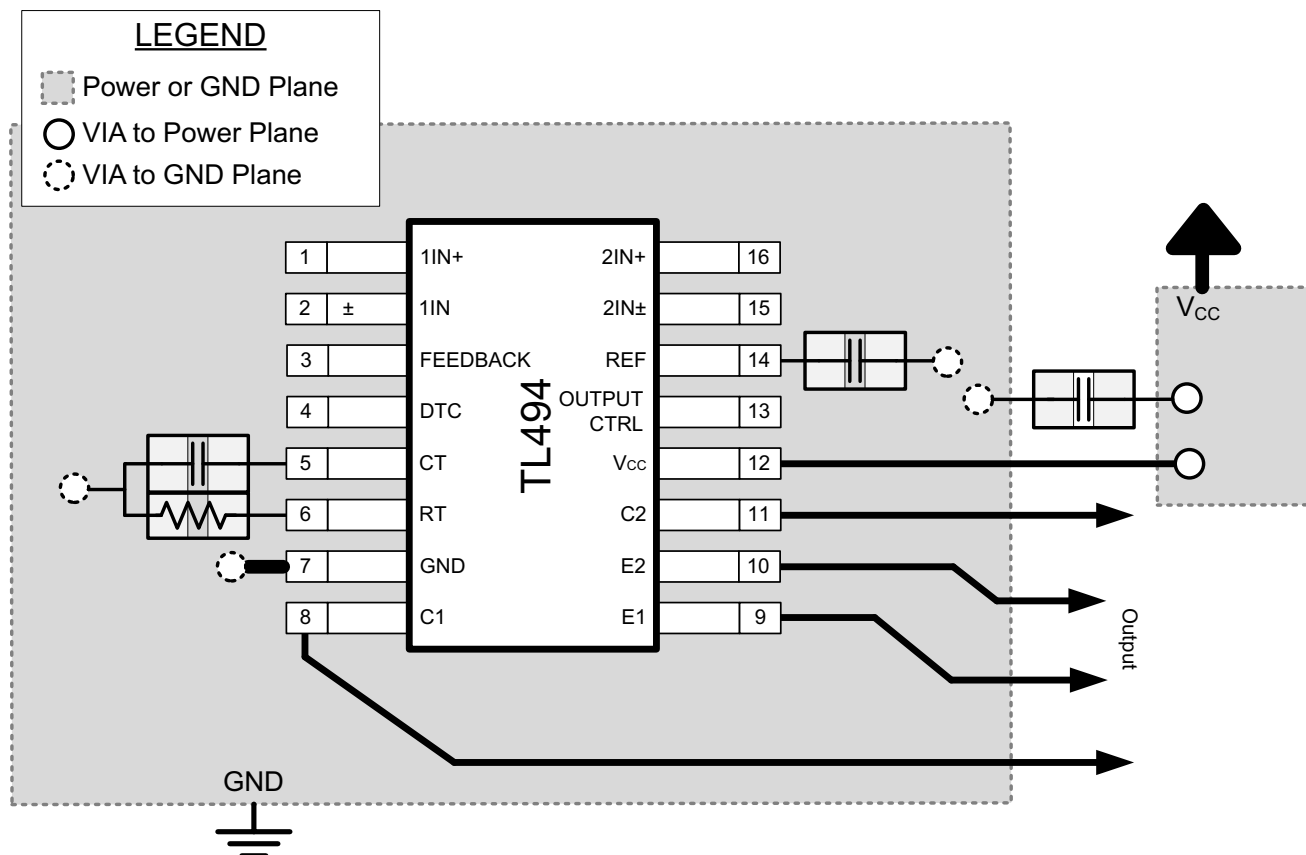 LEGEND
Power or GND Plane
VIA to Power Plane
VIA to GND Plane
1 1IN+ 2IN+ 16
2 ± 1IN 2IN± 15
3 FEEDBACK REF 14
4 DTC OUTPUT CTRL 13
5 CT Vcc 12
6 RT C2 11
7 GND E2 10
8 C1 E1 9
TL494
VCC
Output
GND